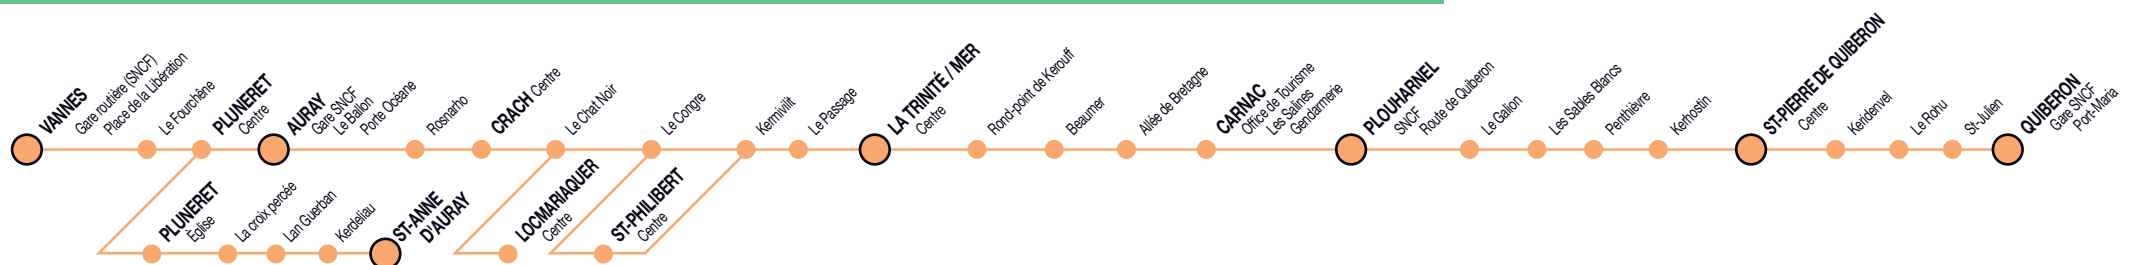 VANNES
Gare routière (SNCF)
Place de la Libération
Le Fourchêne
PLUNERET
Centre
AURAY
Gare SNCF
Le Ballon
Porte Océane
Rosnarho
CRACH Centre
Le Chat Noir
Le Congre
Kermivilit
Le Passage
LA TRINITÉ / MER
Centre
Rond-point de Kerouff
Beaumer
Allée de Bretagne
CARNAC
Office de Tourisme
Les Salines
Gendarmerie
PLOUHARNEL
SNCF
Route de Quiberon
Le Galion
Les Sables Blancs
Penthièvre
Kerhostin
ST-PIERRE DE QUIBERON
Centre
Keridenvel
Le Rohu
St-Julien
QUIBERON
Gare SNCF
Port-Maria
PLUNERET
Église
La croix percée
Lan Guerban
Kerdeliau
ST-ANNE
D'AURAY
LOCMARIAQUER
Centre
ST-PHILIBERT
Centre